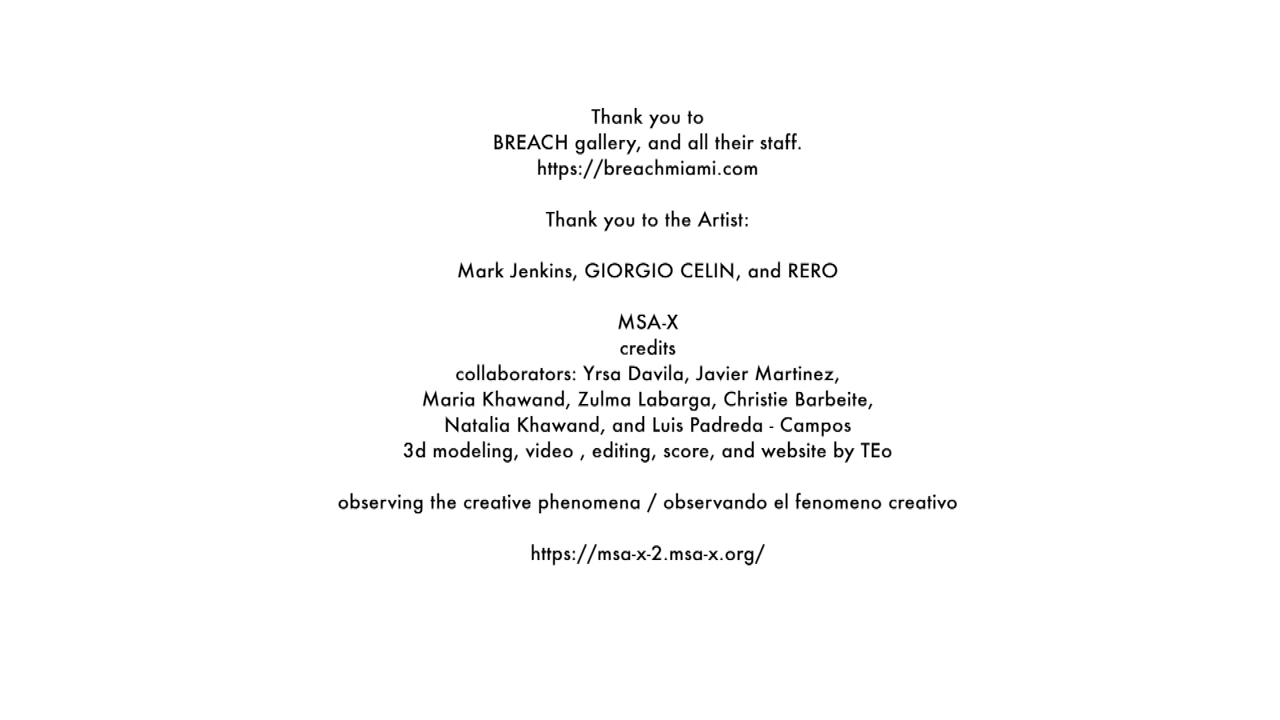 Thank you to
BREACH gallery, and all their staff.
https://breachmiami.com
Thank you to the Artist:
Mark Jenkins, GIORGIO CELIN, and RERO
MSA-X
credits
collaborators: Yrsa Davila, Javier Martinez,
Maria Khawand, Zulma Labarga, Christie Barbeite,
Natalia Khawand, and Luis Padreda - Campos
3d modeling, video , editing, score, and website by TEo
observing the creative phenomena / observando el fenomeno creativo
https://msa-x-2.msa-x.org/